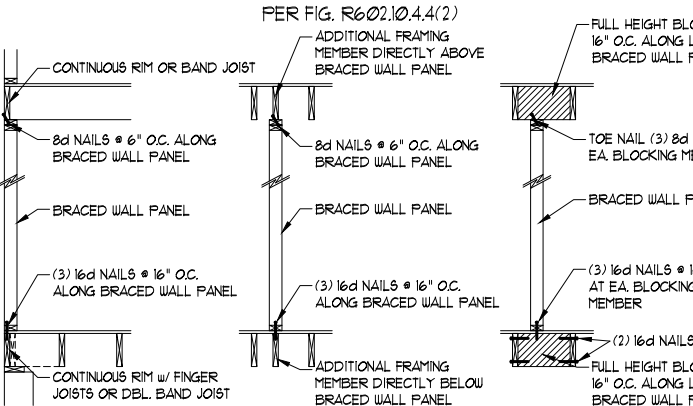 PER FIG. R602.10.4.4(2)
CONTINUOUS RIM OR BAND JOIST
8d NAILS @ 6" O.C. ALONG
BRACED WALL PANEL
BRACED WALL PANEL
(3) 16d NAILS @ 16" O.C.
ALONG BRACED WALL PANEL
CONTINUOUS RIM w/ FINGER
JOISTS OR DBL. BAND JOIST
ADDITIONAL FRAMING
MEMBER DIRECTLY ABOVE
BRACED WALL PANEL
8d NAILS @ 6" O.C. ALONG
BRACED WALL PANEL
BRACED WALL PANEL
(3) 16d NAILS @ 16" O.C.
ALONG BRACED WALL PANEL
ADDITIONAL FRAMING
MEMBER DIRECTLY BELOW
BRACED WALL PANEL
FULL HEIGHT
16" O.C. ALONG
BRACED WALL
TOE NAIL (3) 8d
EA. BLOCKING
BRACED WALL
(3) 16d NAILS @
AT EA. BLOCKING
MEMBER
(2) 16d NAILS
FULL HEIGHT
16" O.C. ALONG
BRACED WALL